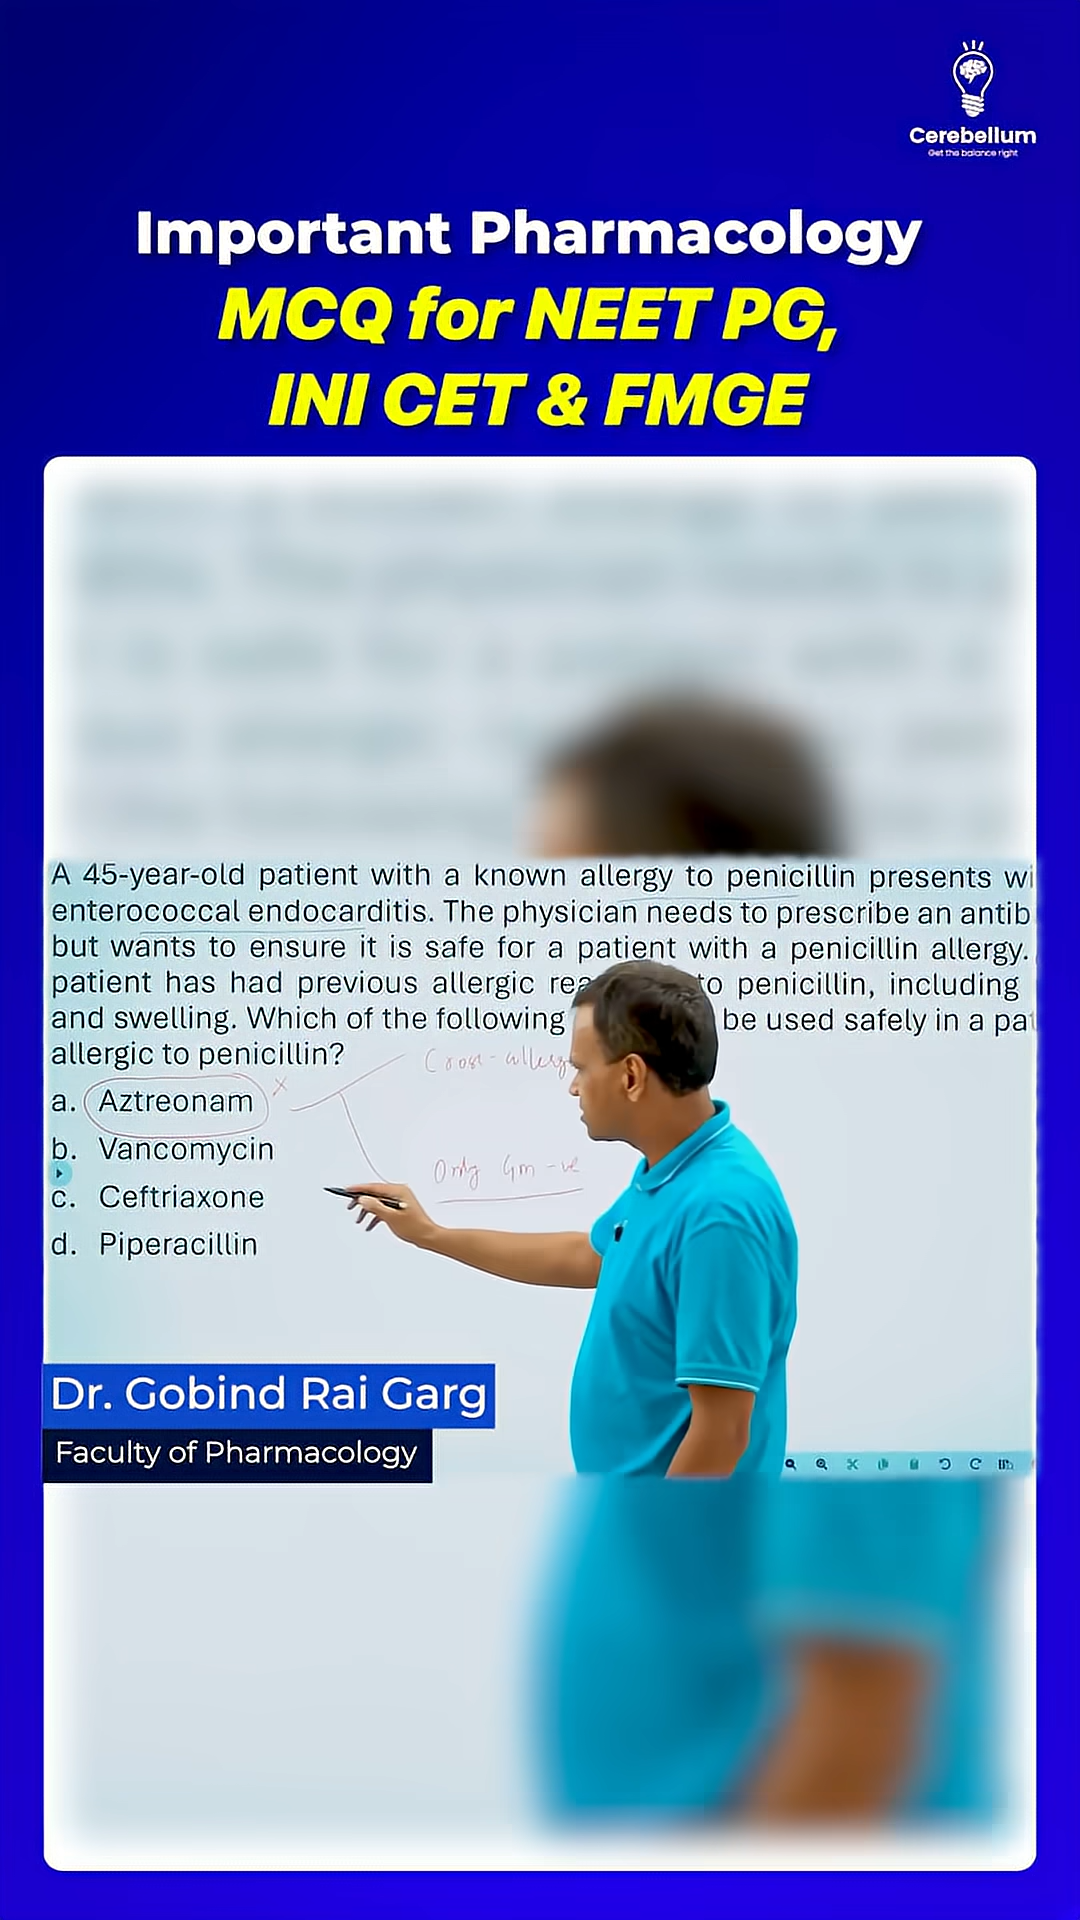 Cerebellum
Get the balance right
Important Pharmacology
MCQ for NEET PG,
INI CET & FMGE
A 45-year-old patient with a known allergy to penicillin presents wi
enterococcal endocarditis. The physician needs to prescribe an antib
but wants to ensure it is safe for a patient with a penicillin allergy.
patient has had previous allergic rea to penicillin, including
and swelling. Which of the following be used safely in a pat
allergic to penicillin?
Cross-allerg
a. Aztreonam x
b. Vancomycin
Only Gm -ve
c. Ceftriaxone
d. Piperacillin
Dr. Gobind Rai Garg
Faculty of Pharmacology